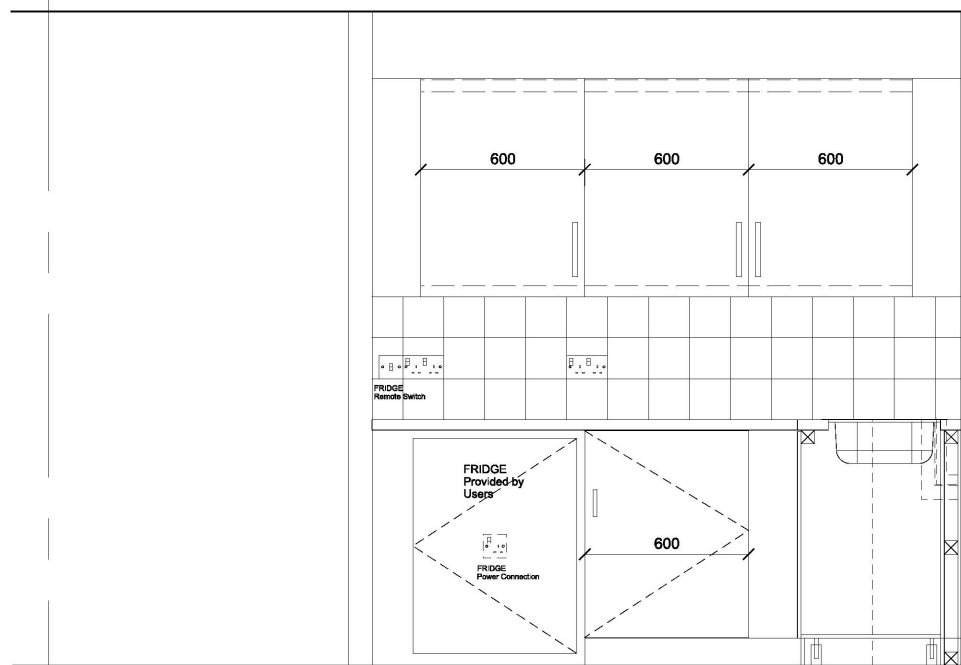 600
600
600
FRIDGE
Remote Switch
FRIDGE
Provided by
Users
600
FRIDGE
Power Connection